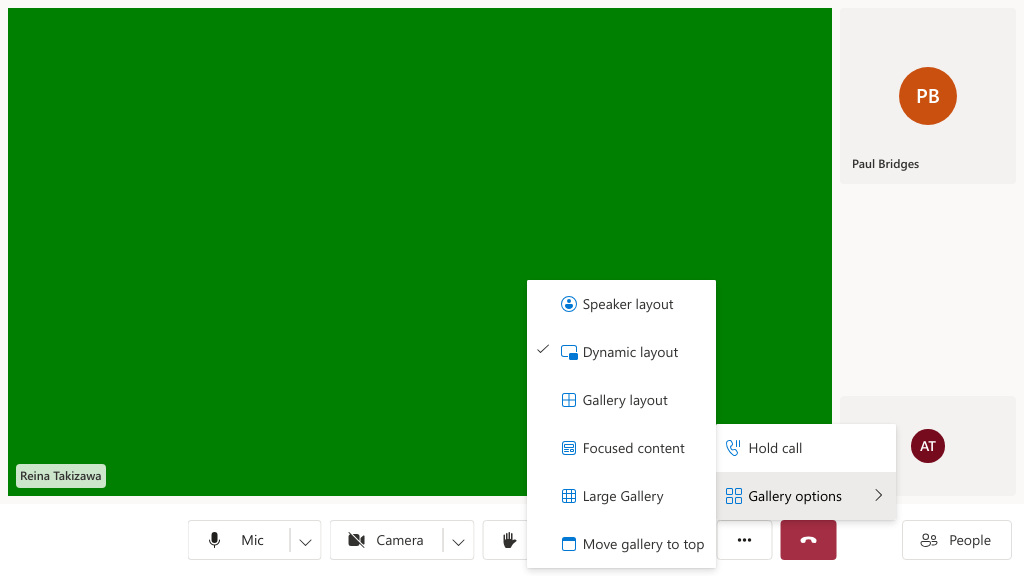 PB
Paul Bridges
Speaker layout
Dynamic layout
Gallery layout
Focused content
Large Gallery
Move gallery to top
Hold call
Gallery options
AT
Reina Takizawa
Mic
Camera
People